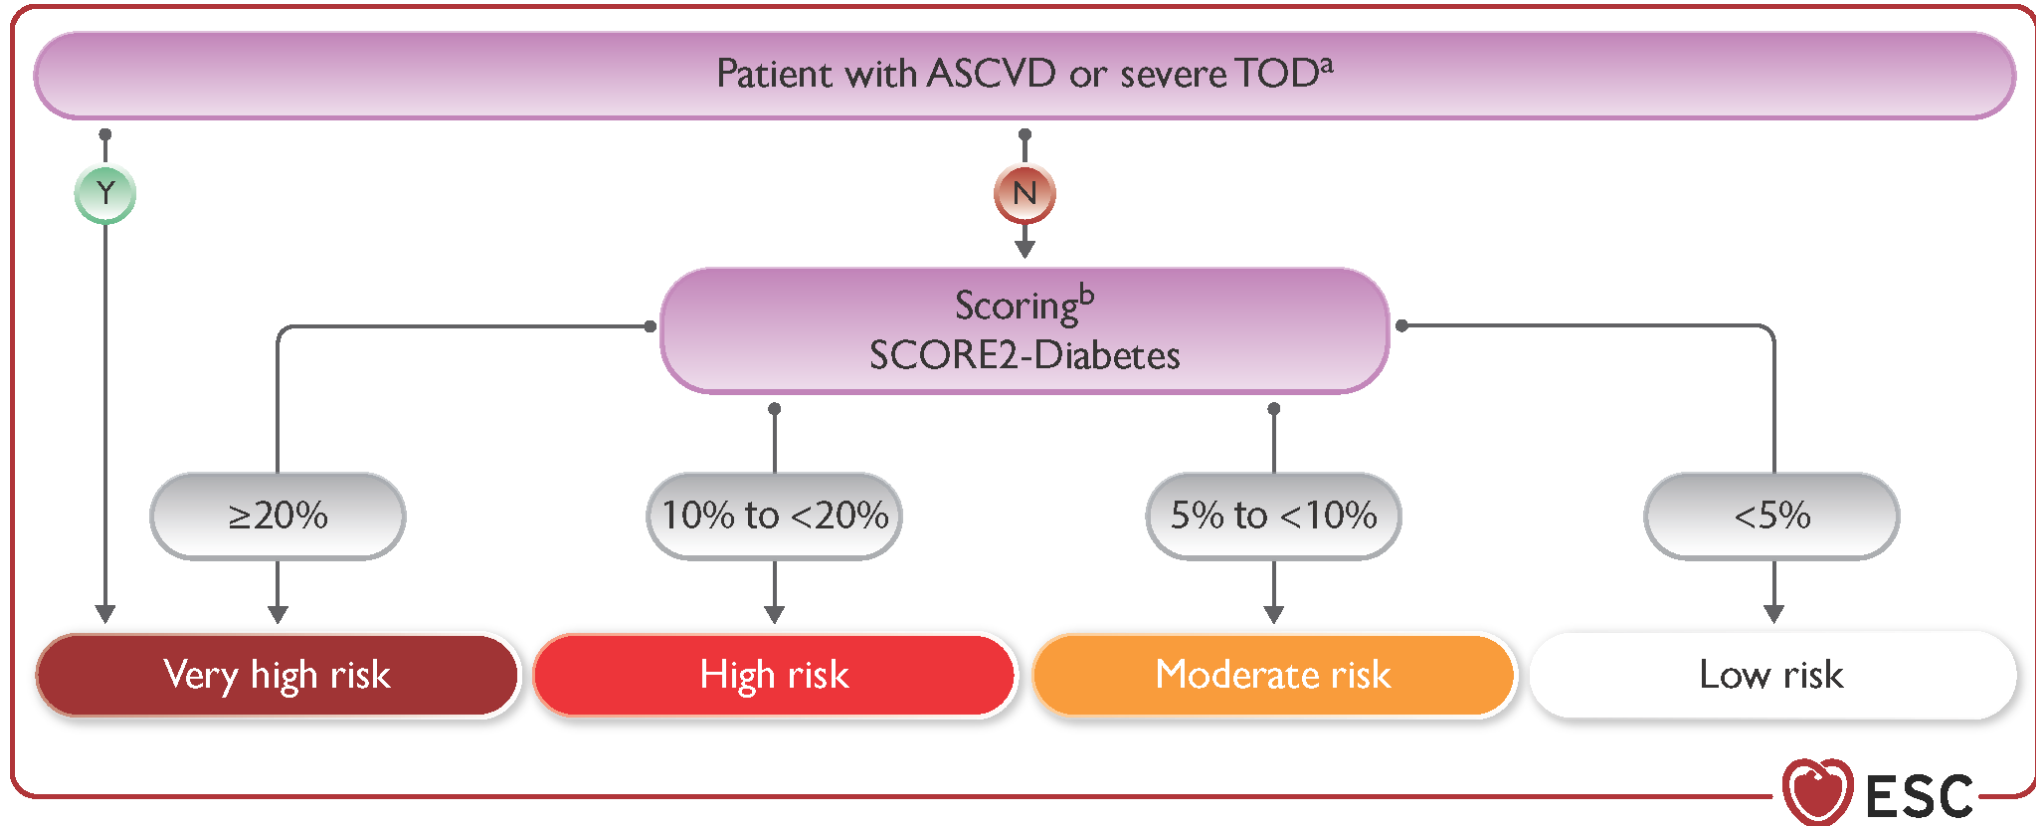 Patient with ASCVD or severe TODᵃ
Y
N
Scoringᵇ
SCORE2-Diabetes
≥20%
10% to <20%
5% to <10%
<5%
Very high risk
High risk
Moderate risk
Low risk
ESC